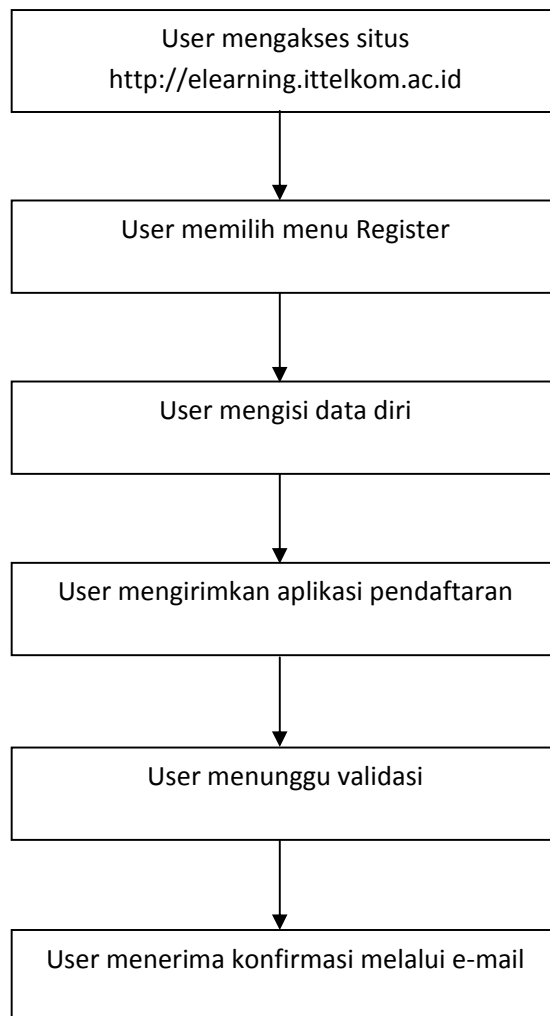 User mengakses situs
http://elearning.ittelkom.ac.id
User memilih menu Register
User mengisi data diri
User mengirimkan aplikasi pendaftaran
User menunggu validasi
User menerima konfirmasi melalui e-mail